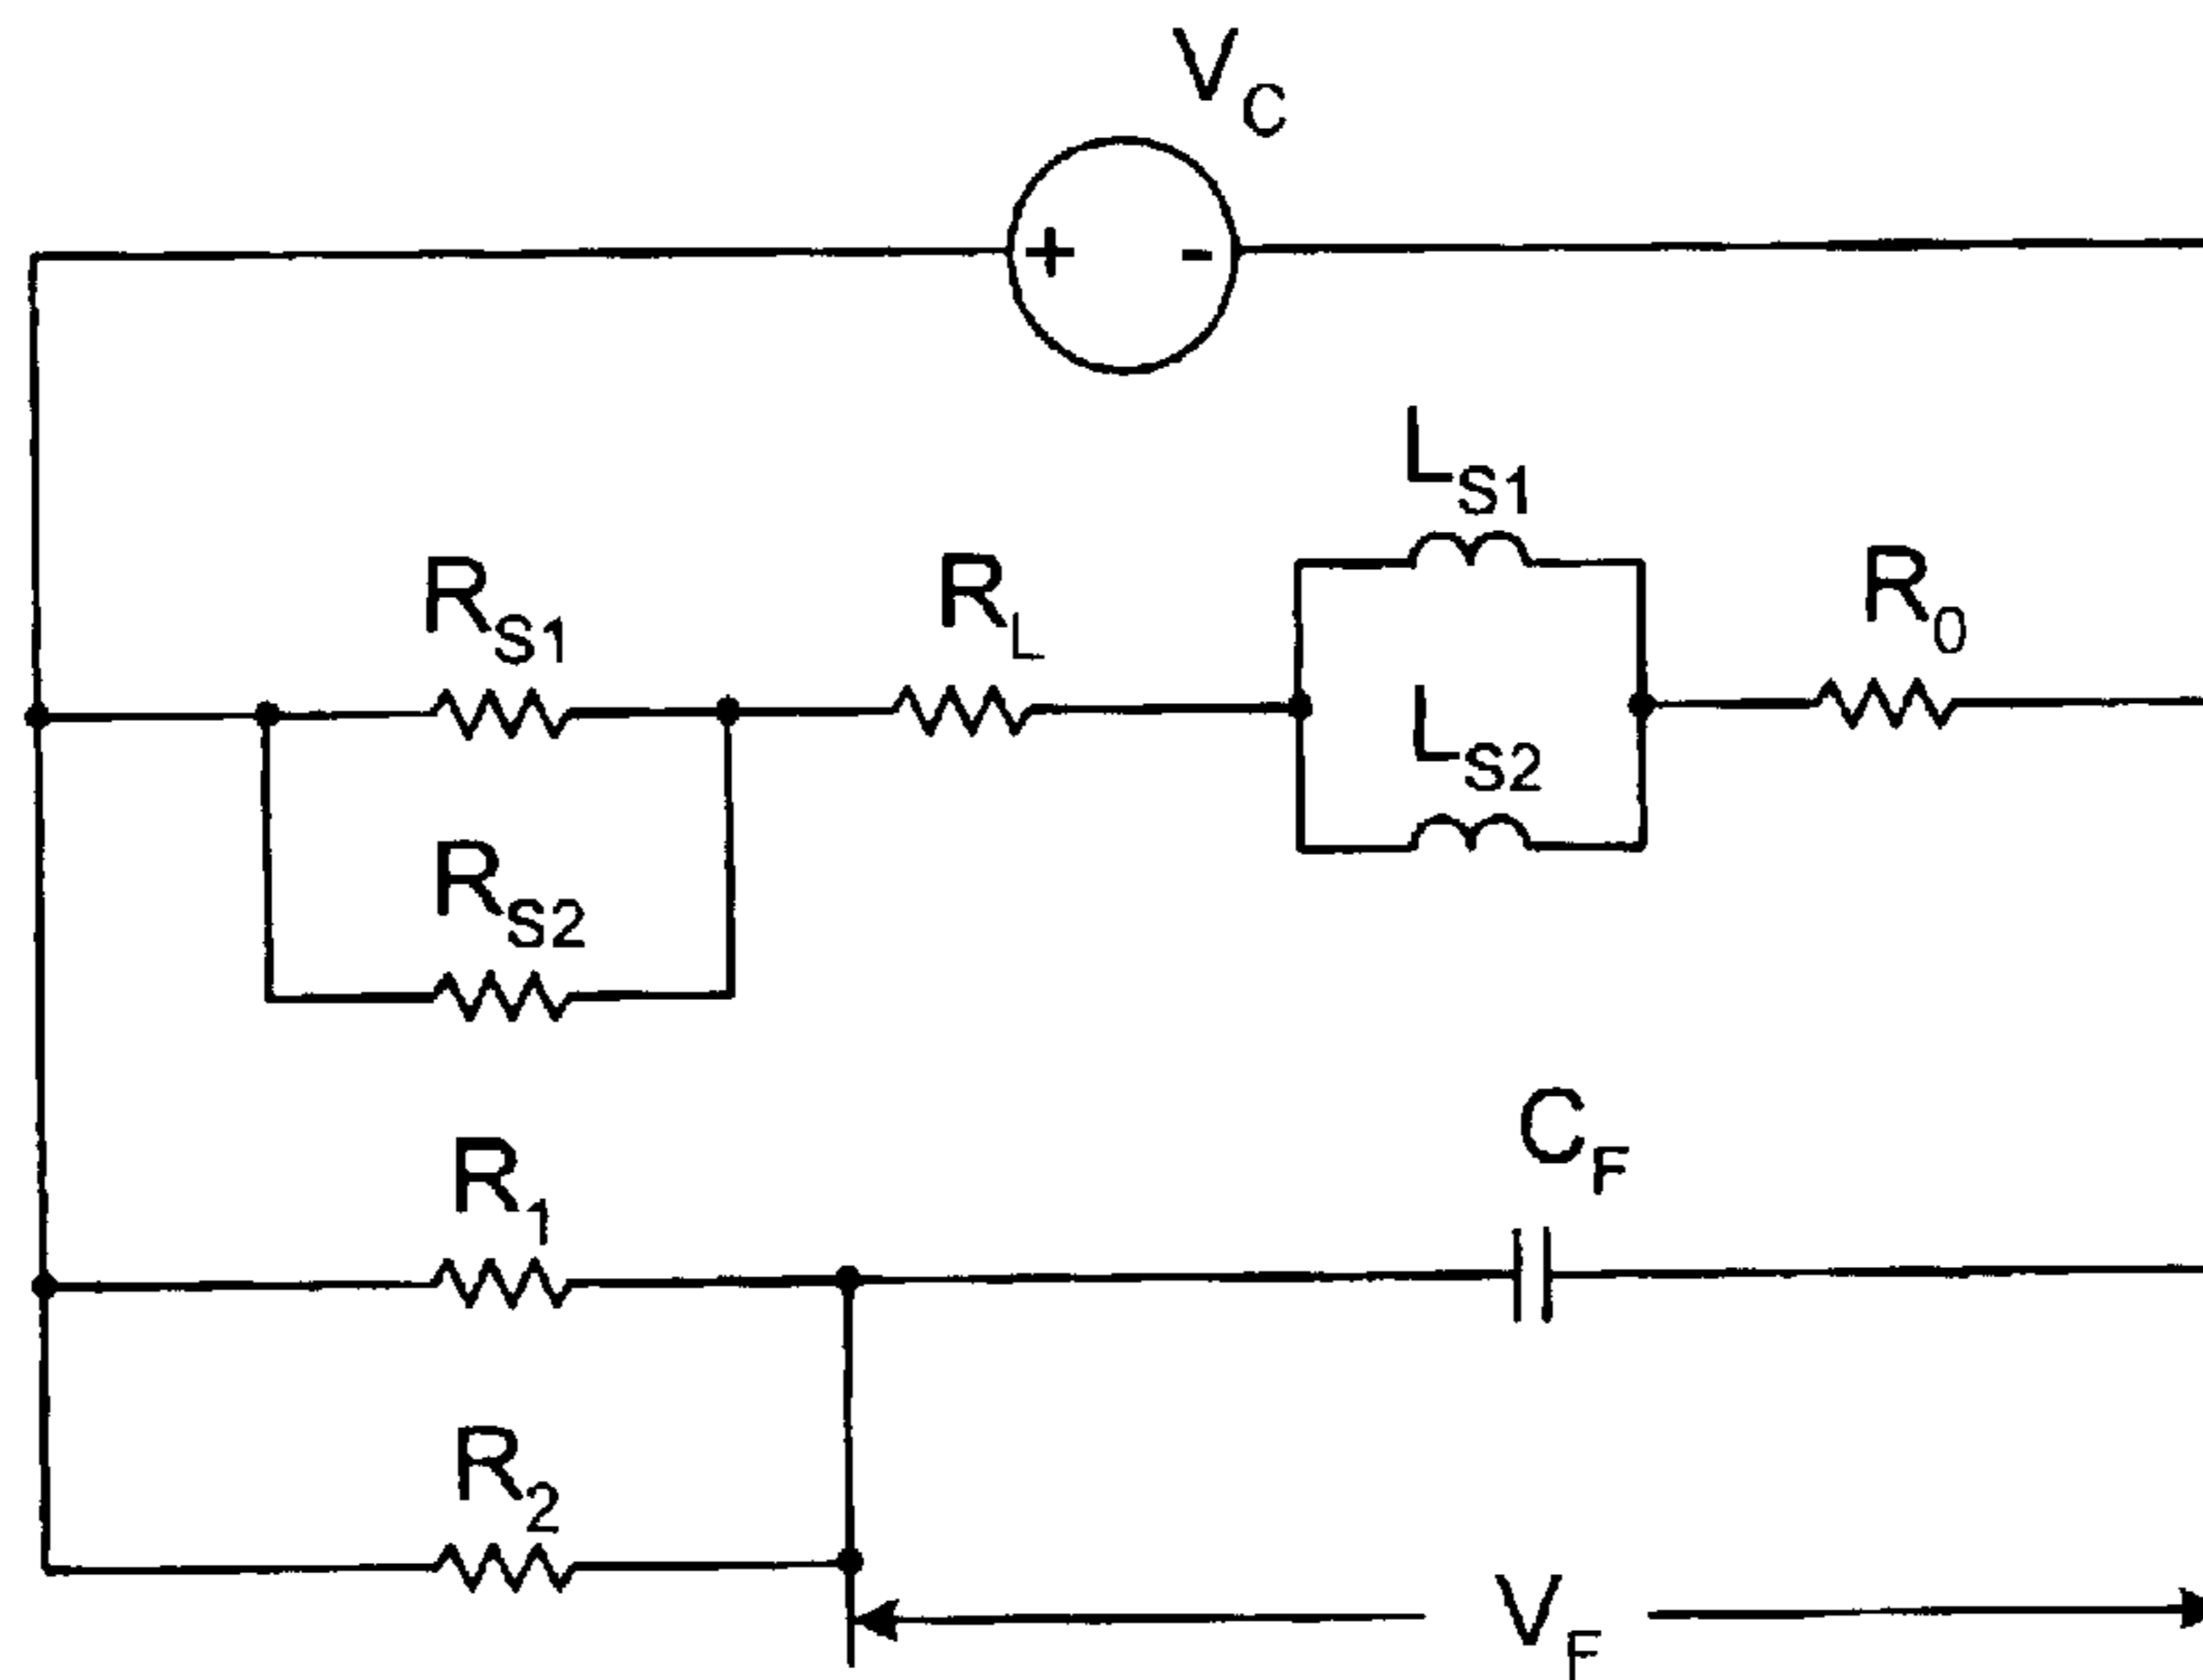 V_C
+ -
L_S1
R_S1
R_L
R_0
L_S2
R_S2
C_F
R_1
R_2
V_F